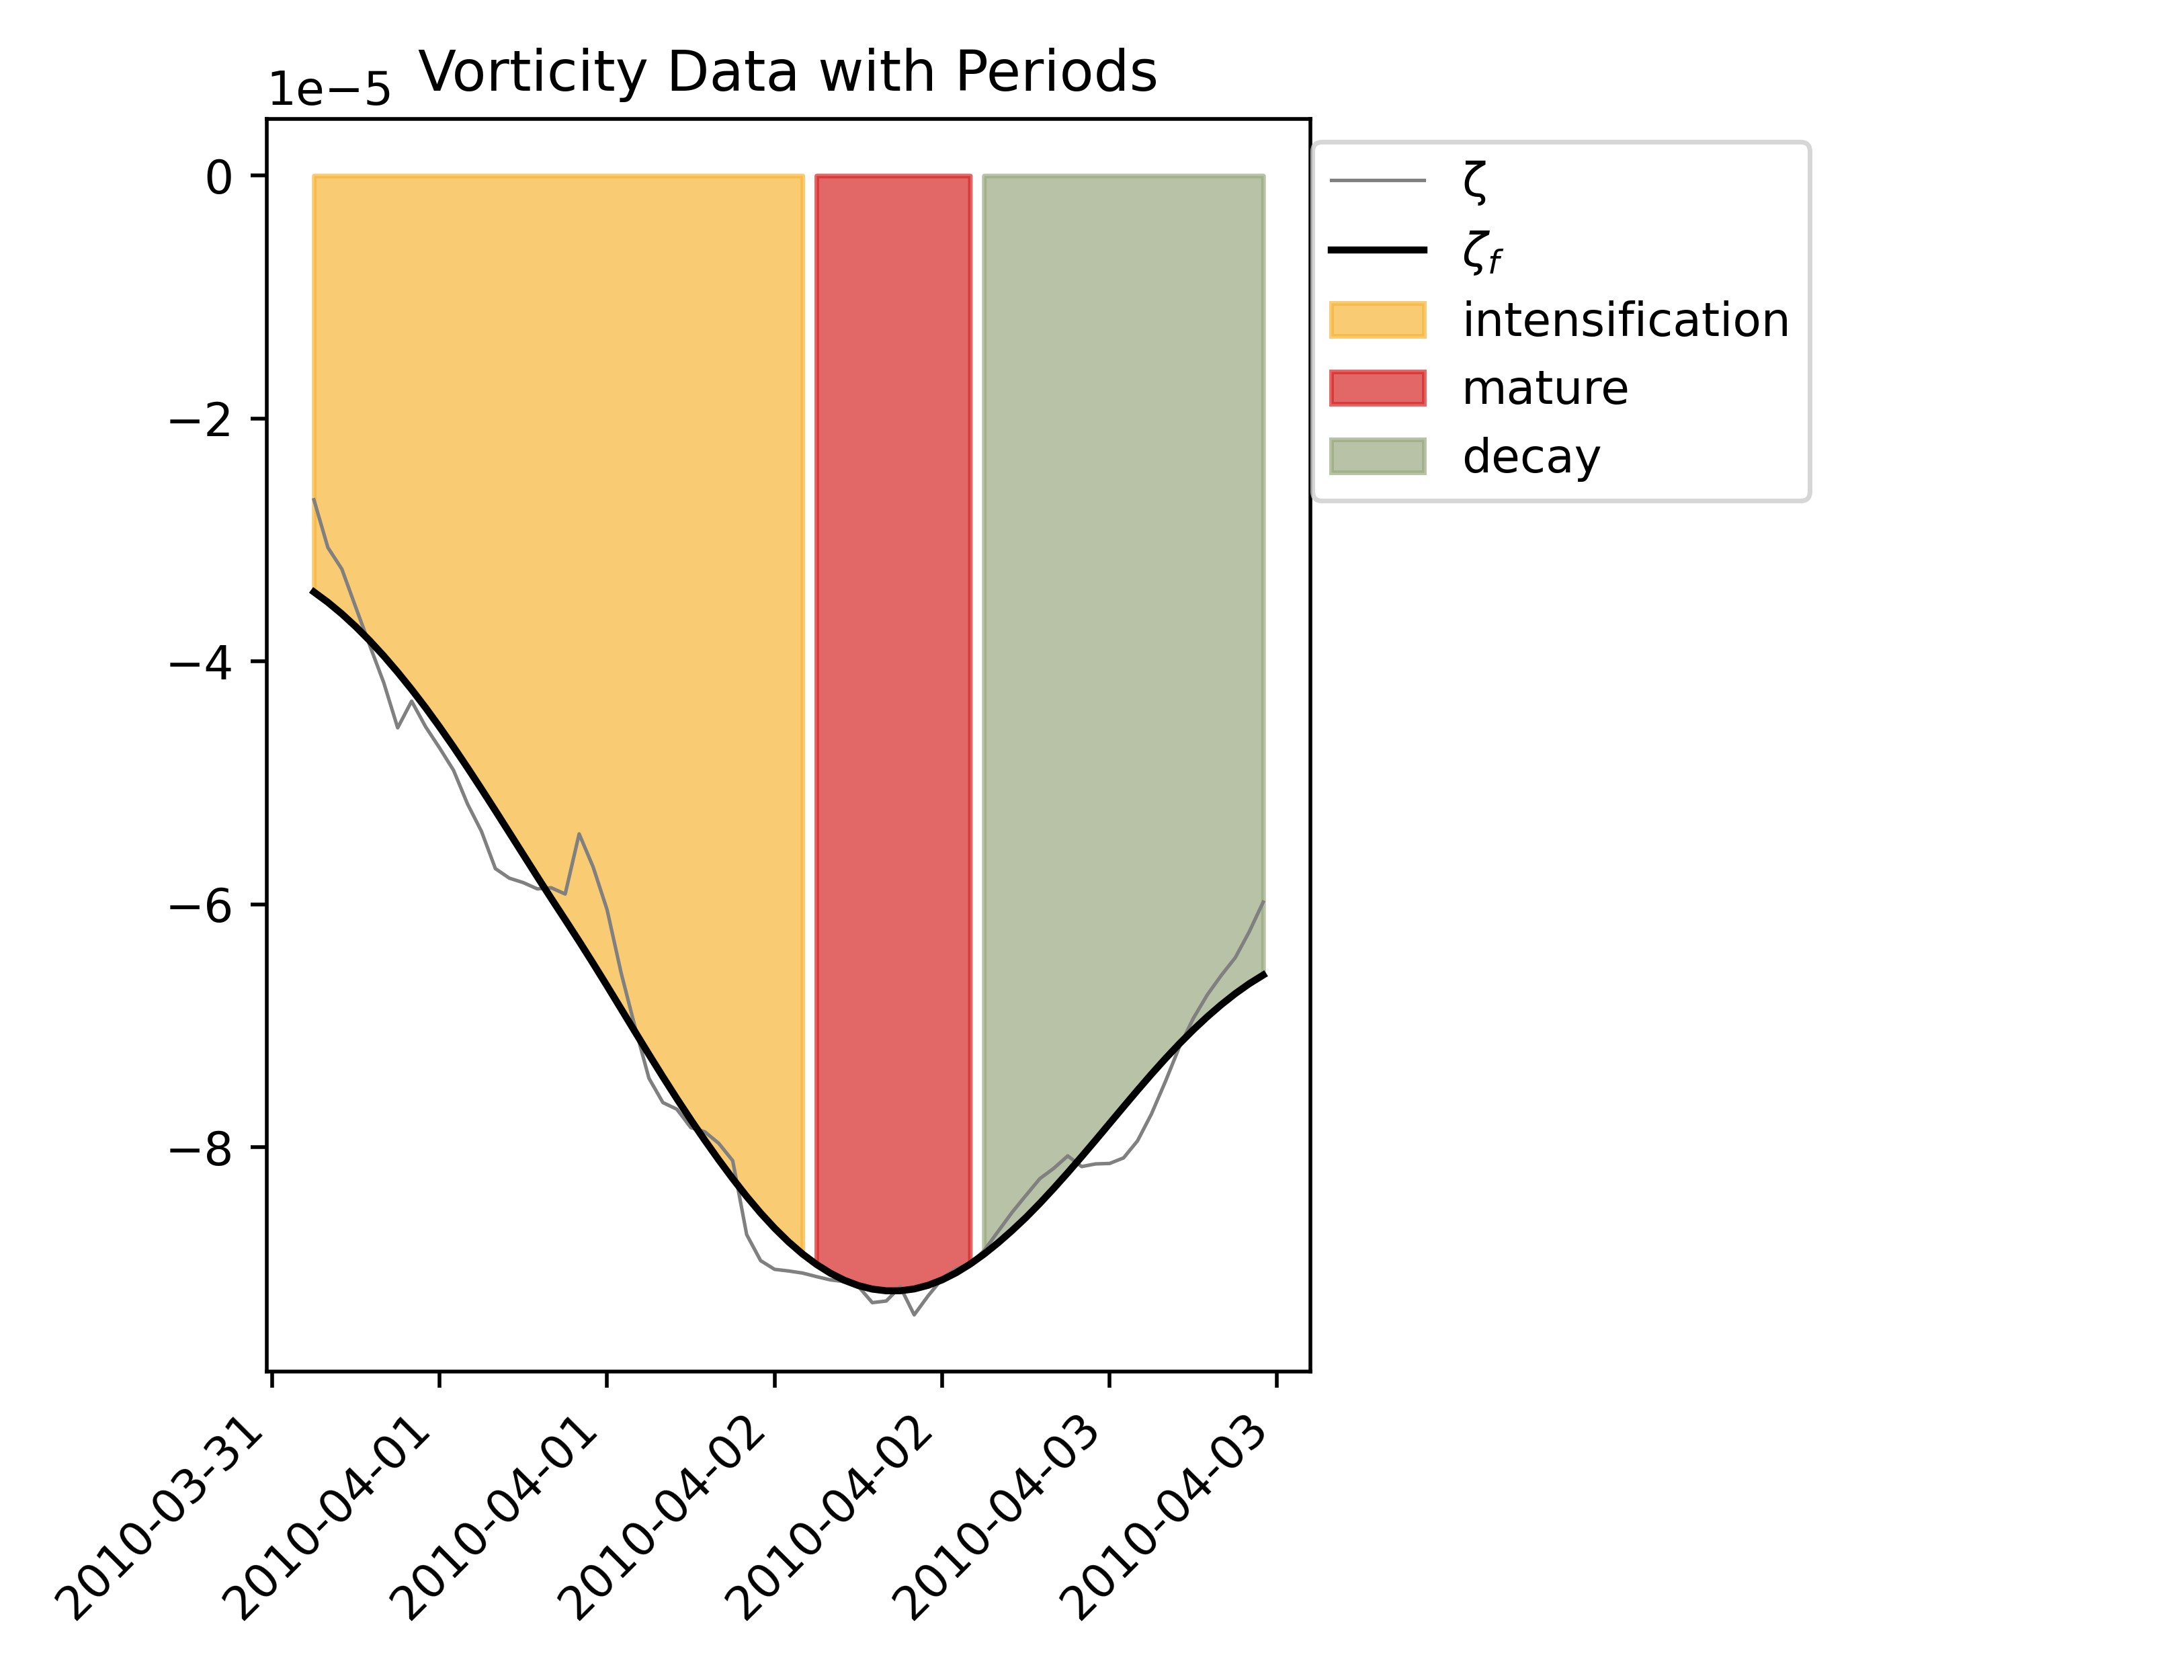 Vorticity Data with Periods
1e−5
0
−2
−4
−6
−8
ζ
ζf
intensification
mature
decay
2010-03-31
2010-04-01
2010-04-01
2010-04-02
2010-04-02
2010-04-03
2010-04-03